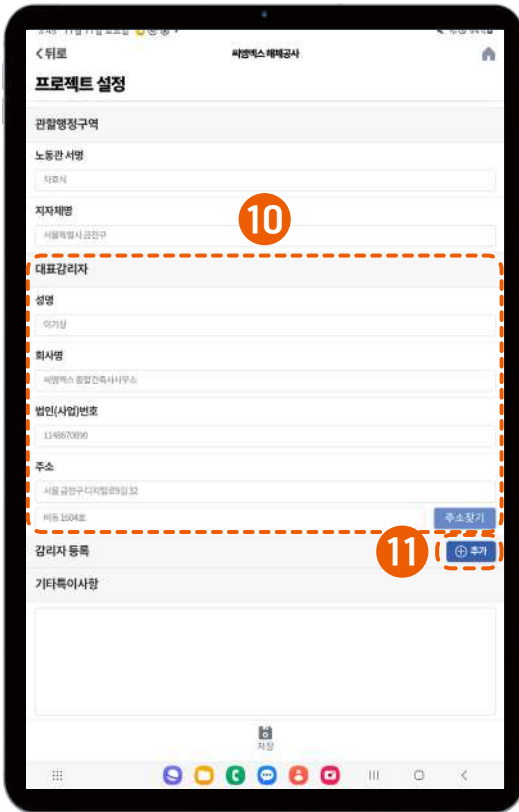 뒤로
씨엠엑스 해체공사
프로젝트 설정
관할행정구역
노동관 서명
지자체명
서울특별시 금천구
10
대표감리자
성명
이기상
회사명
씨엠엑스 종합건축사사무소
법인(사업)번호
1148670890
주소
서울 금천구 디지털로9길 32
비동 1604호
주소찾기
11
감리자 등록
추가
기타특이사항
저장